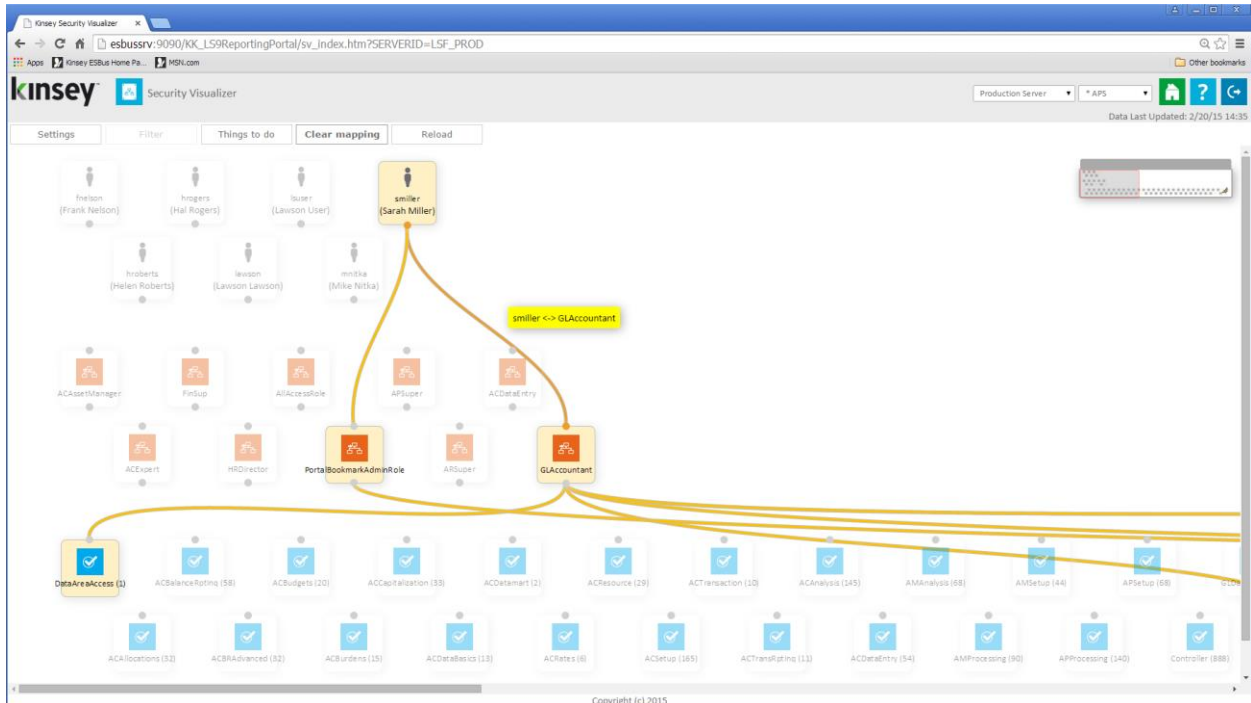 Kinsey Security Visualizer
esbussrv:9090/KK_LS9ReportingPortal/sv_index.htm?SERVERID=LSF_PROD
Apps Kinsey ESBus Home Pa... MSN.com Other bookmarks
kinsey Security Visualizer Production Server * APS ?
Data Last Updated: 2/20/15 14:35
Settings Filter Things to do Clear mapping Reload
fnelson hrogers lsuser smiller
(Frank Nelson) (Hal Rogers) (Lawson User) (Sarah Miller)
hroberts lawson mnitka
(Helen Roberts) (Lawson Lawson) (Mike Nitka)
smiller <-> GLAccountant
ACAssetManager FinSup AllAccessRole APSuper ACDataEntry
ACExpert HRDirector PortalBookmarkAdminRole ARSuper GLAccountant
DataAreaAccess (1) ACBalanceRpting (58) ACBudgets (20) ACCapitalization (33) ACDatamart (2) ACResource (29) ACTransaction (10) ACAnalysis (145) AMAnalysis (68) AMSetup (44) APSetup (68)
ACAllocations (32) ACBRAdvanced (82) ACBurdens (15) ACDataBasics (13) ACRates (6) ACSetup (165) ACTransRpting (11) ACDataEntry (54) AMProcessing (90) APProcessing (140) Controller (888)
Copyright (c) 2015